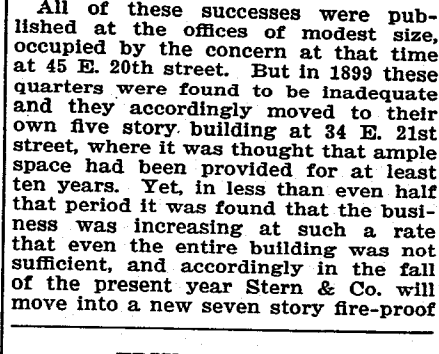 All of these successes were pub-
lished at the offices of modest size,
occupied by the concern at that time
at 45 E. 20th street. But in 1899 these
quarters were found to be inadequate
and they accordingly moved to their
own five story building at 34 E. 21st
street, where it was thought that ample
space had been provided for at least
ten years. Yet, in less than even half
that period it was found that the busi-
ness was increasing at such a rate
that even the entire building was not
sufficient, and accordingly in the fall
of the present year Stern & Co. will
move into a new seven story fire-proof